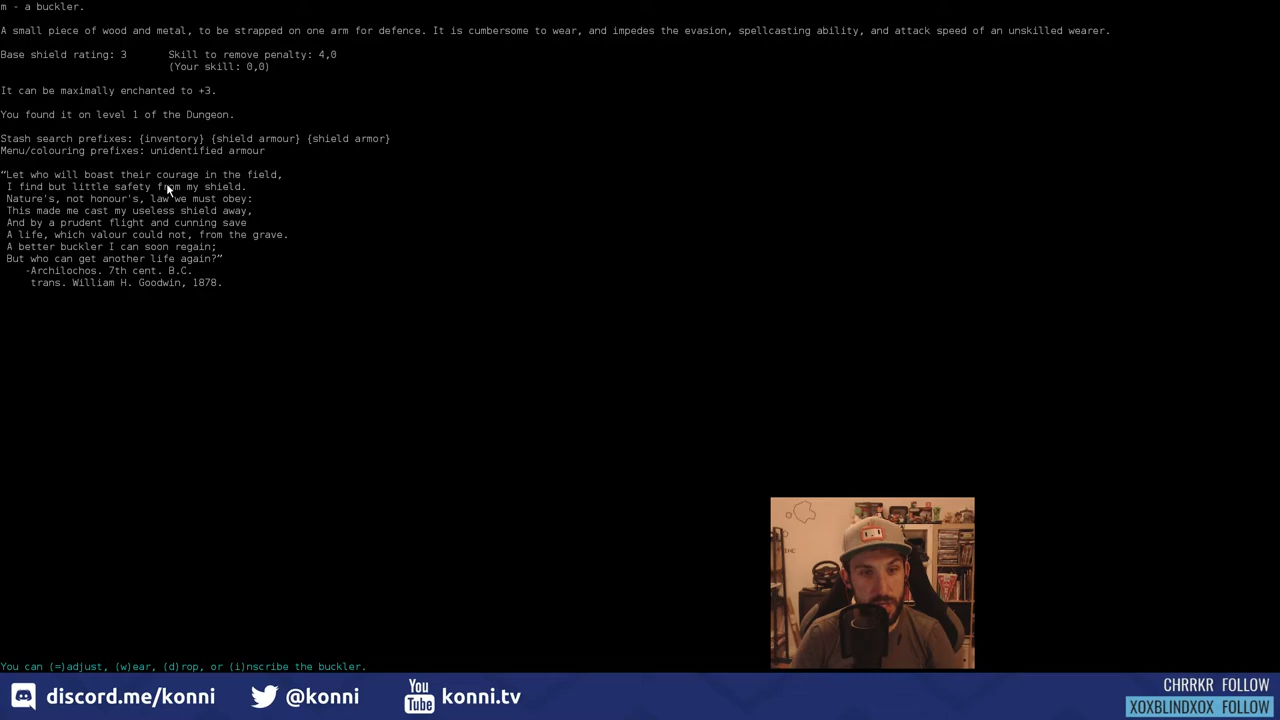 m - a buckler.
A small piece of wood and metal, to be strapped on one arm for defence. It is cumbersome to wear, and impedes the evasion, spellcasting ability, and attack speed of an unskilled wearer.
Base shield rating: 3 Skill to remove penalty: 4,0
(Your skill: 0,0)
It can be maximally enchanted to +3.
You found it on level 1 of the Dungeon.
Stash search prefixes: {inventory} {shield armour} {shield armor}
Menu/colouring prefixes: unidentified armour
“Let who will boast their courage in the field,
I find but little safety from my shield.
Nature's, not honour's, law we must obey:
This made me cast my useless shield away,
And by a prudent flight and cunning save
A life, which valour could not, from the grave.
A better buckler I can soon regain;
But who can get another life again?”
-Archilochos. 7th cent. B.C.
trans. William H. Goodwin, 1878.
You can (=)adjust, (w)ear, (d)rop, or (i)nscribe the buckler.
discord.me/konni @konni You Tube konni.tv
CHRRKR FOLLOW
XOXBLINDXOX FOLLOW